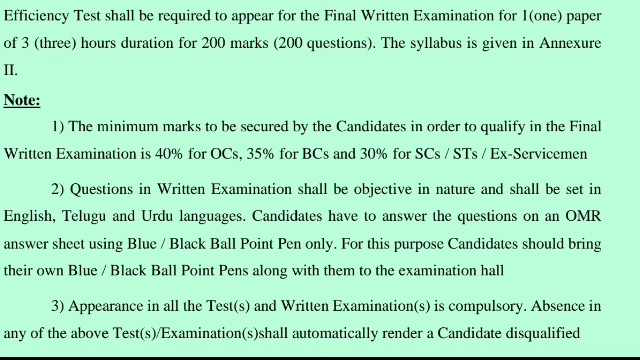 Efficiency Test shall be required to appear for the Final Written Examination for 1(one) paper
of 3 (three) hours duration for 200 marks (200 questions). The syllabus is given in Annexure
II.
Note:
1) The minimum marks to be secured by the Candidates in order to qualify in the Final
Written Examination is 40% for OCs, 35% for BCs and 30% for SCs / STs / Ex-Servicemen
2) Questions in Written Examination shall be objective in nature and shall be set in
English, Telugu and Urdu languages. Candidates have to answer the questions on an OMR
answer sheet using Blue / Black Ball Point Pen only. For this purpose Candidates should bring
their own Blue / Black Ball Point Pens along with them to the examination hall
3) Appearance in all the Test(s) and Written Examination(s) is compulsory. Absence in
any of the above Test(s)/Examination(s)shall automatically render a Candidate disqualified